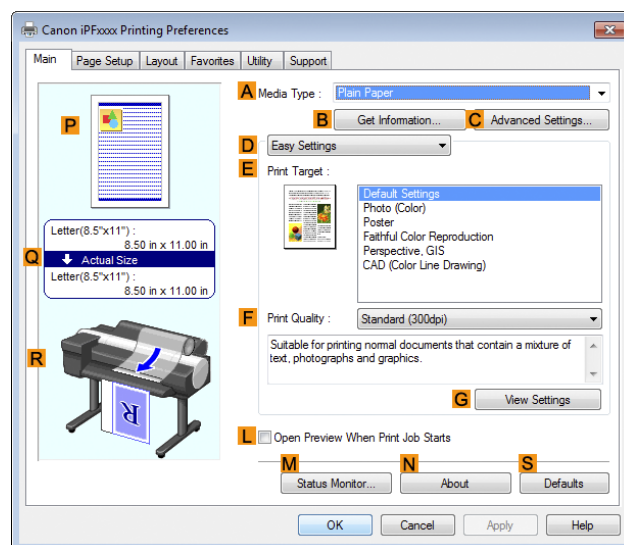 Canon iPFxxxx Printing Preferences
Main Page Setup Layout Favorites Utility Support
A Media Type : Plain Paper
B Get Information... C Advanced Settings...
D Easy Settings
E Print Target :
Default Settings
Photo (Color)
Poster
Faithful Color Reproduction
Perspective, GIS
CAD (Color Line Drawing)
P
Letter(8.5"x11") :
8.50 in x 11.00 in
Q Actual Size
Letter(8.5"x11") :
8.50 in x 11.00 in
F Print Quality : Standard (300dpi)
Suitable for printing normal documents that contain a mixture of
text, photographs and graphics.
R
R
G View Settings
L Open Preview When Print Job Starts
M Status Monitor... N About S Defaults
OK Cancel Apply Help